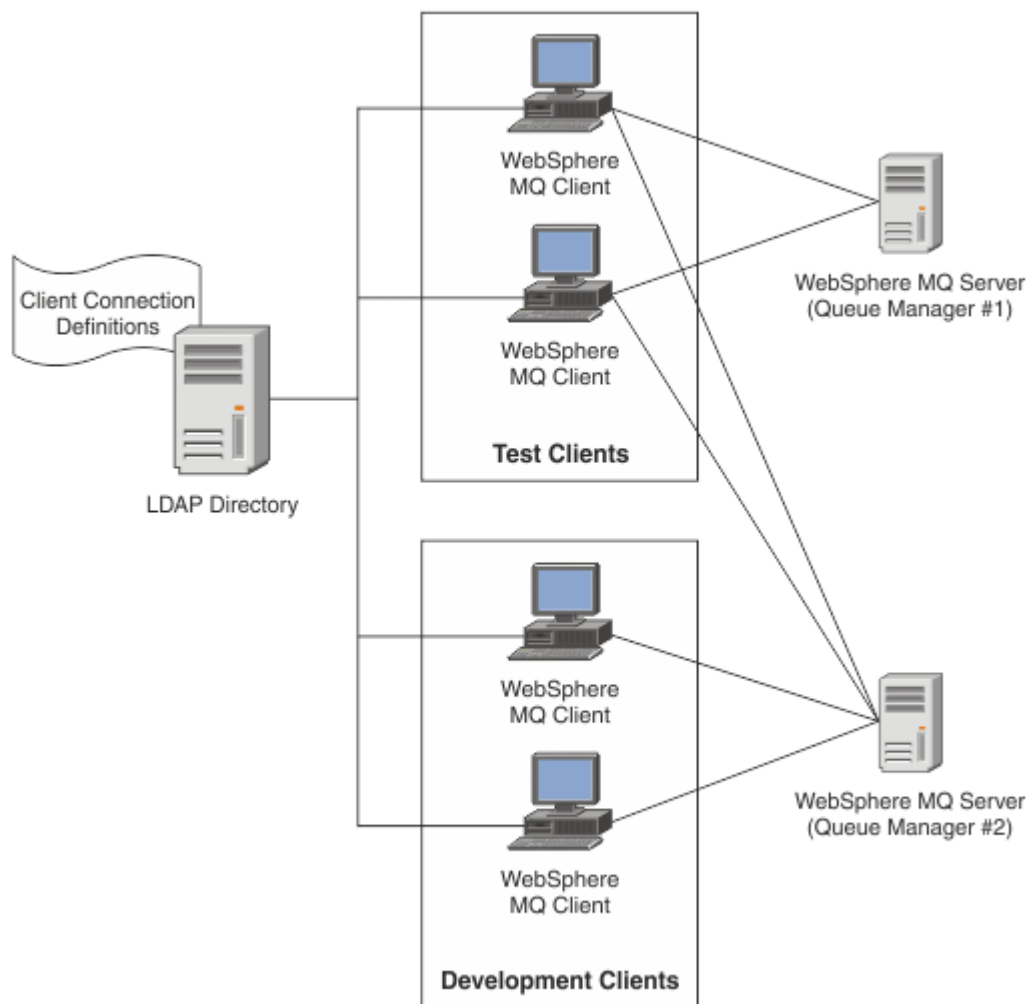 WebSphere
MQ Client
WebSphere
MQ Client
Test Clients
Client Connection
Definitions
LDAP Directory
WebSphere MQ Server
(Queue Manager #1)
WebSphere
MQ Client
WebSphere
MQ Client
Development Clients
WebSphere MQ Server
(Queue Manager #2)